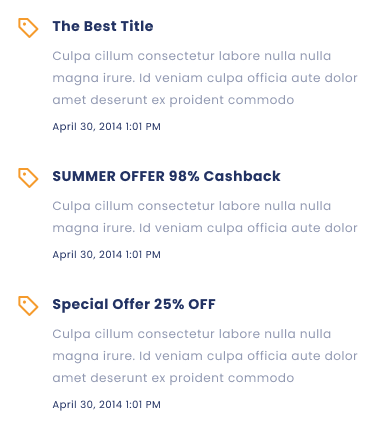 The Best Title
Culpa cillum consectetur labore nulla nulla
magna irure. Id veniam culpa officia aute dolor
amet deserunt ex proident commodo
April 30, 2014 1:01 PM
SUMMER OFFER 98% Cashback
Culpa cillum consectetur labore nulla nulla
magna irure. Id veniam culpa officia aute dolor
April 30, 2014 1:01 PM
Special Offer 25% OFF
Culpa cillum consectetur labore nulla nulla
magna irure. Id veniam culpa officia aute dolor
amet deserunt ex proident commodo
April 30, 2014 1:01 PM